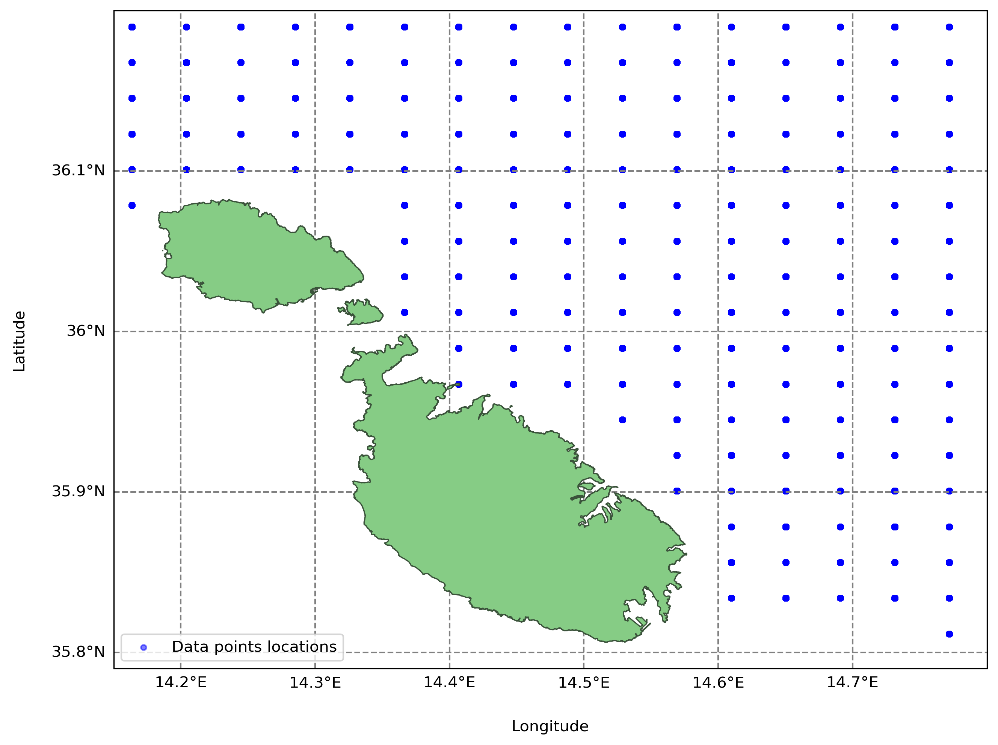 36.1°N
36°N
35.9°N
35.8°N
Latitude
Data points locations
14.2°E 14.3°E 14.4°E 14.5°E 14.6°E 14.7°E
Longitude